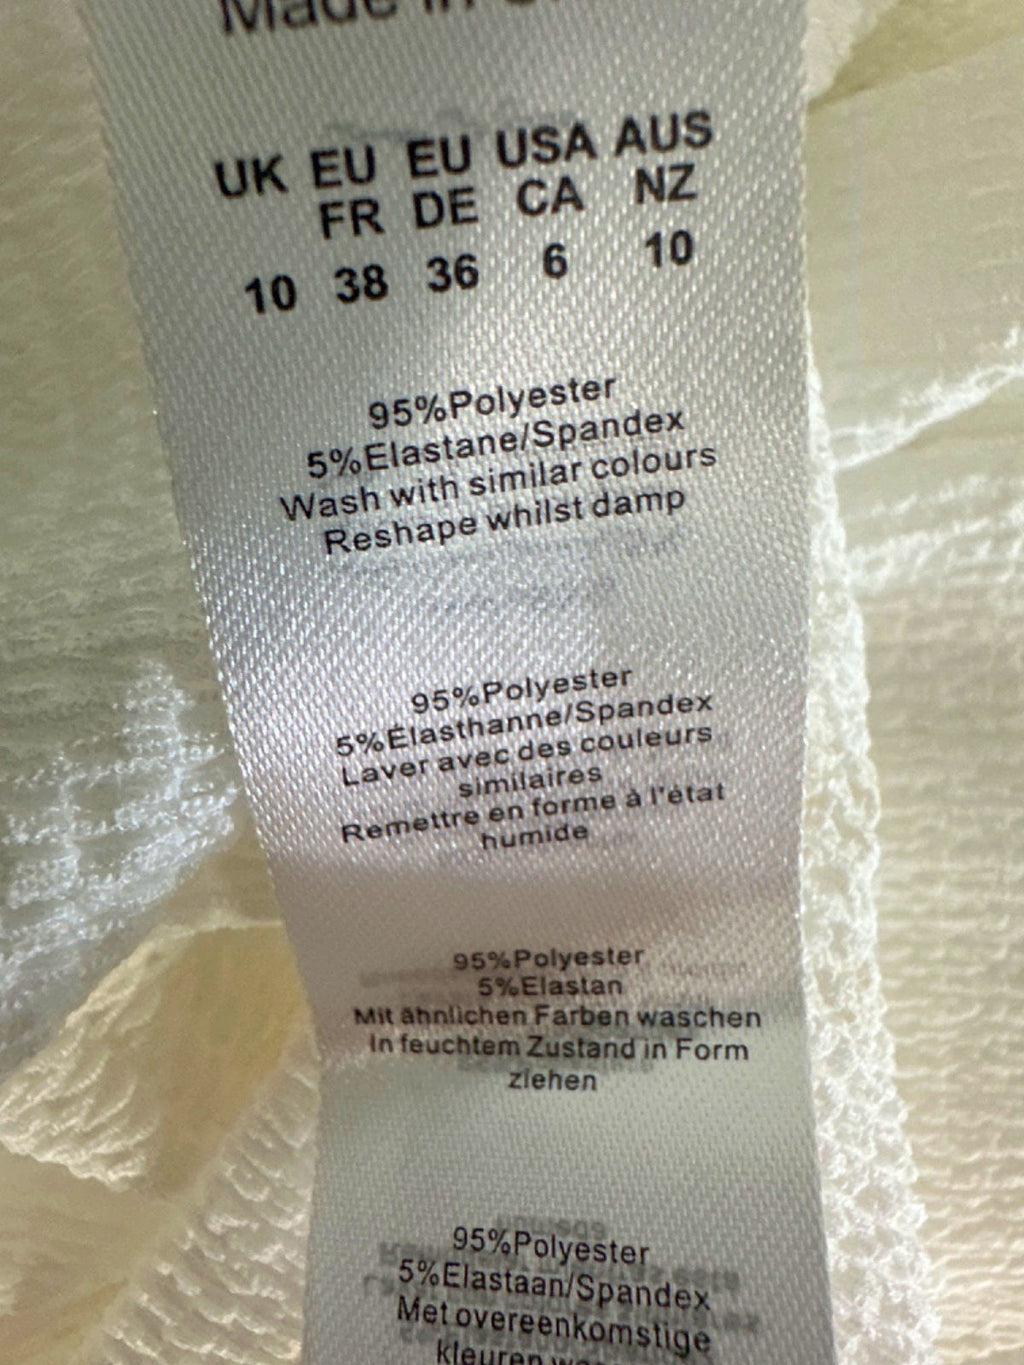 Made in
UK EU EU USA AUS
FR DE CA NZ
10 38 36 6 10
95%Polyester
5%Elastane/Spandex
Wash with similar colours
Reshape whilst damp
95%Polyester
5%Élasthanne/Spandex
Laver avec des couleurs
similaires
Remettre en forme à l'état
humide
95%Polyester
5%Elastan
Mit ähnlichen Farben waschen
In feuchtem Zustand in Form
ziehen
95%Polyester
5%Elastaan/Spandex
Met overeenkomstige
kleuren